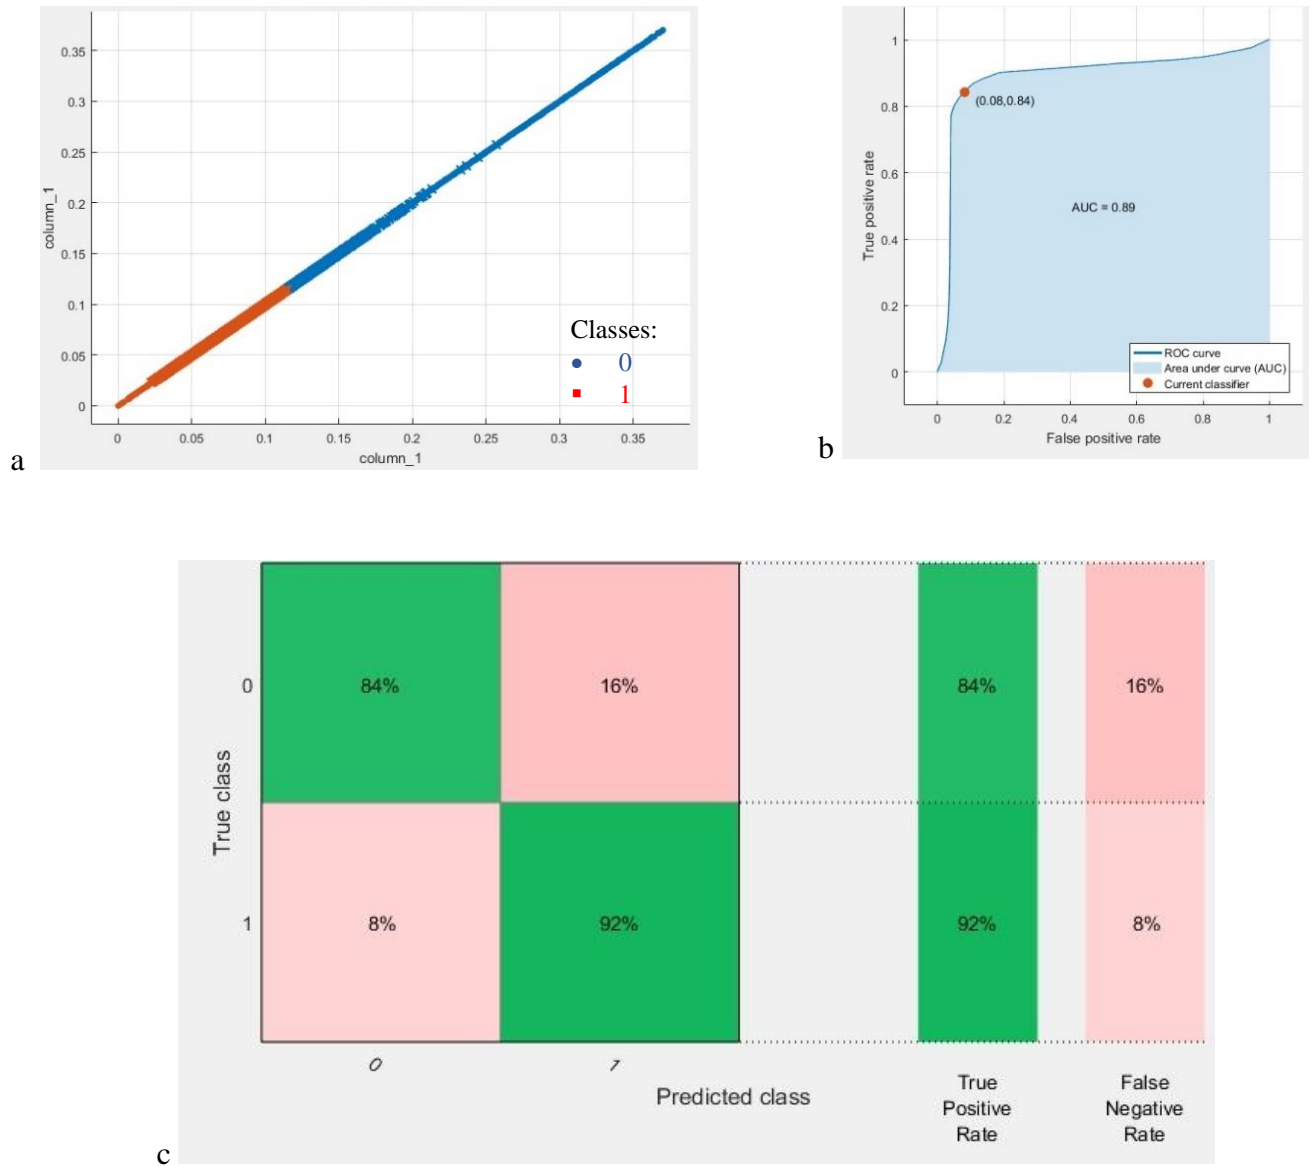 0.35
0.3
0.25
0.2
0.15
0.1
0.05
0
column_1
0 0.05 0.1 0.15 0.2 0.25 0.3 0.35
column_1
Classes:
0
1
a
1
0.8
0.6
0.4
0.2
0
True positive rate
(0.08,0.84)
AUC = 0.89
ROC curve
Area under curve (AUC)
Current classifier
0 0.2 0.4 0.6 0.8 1
False positive rate
b
True class
0 84% 16% 84% 16%
1 8% 92% 92% 8%
0 1
Predicted class
True
Positive
Rate
False
Negative
Rate
c